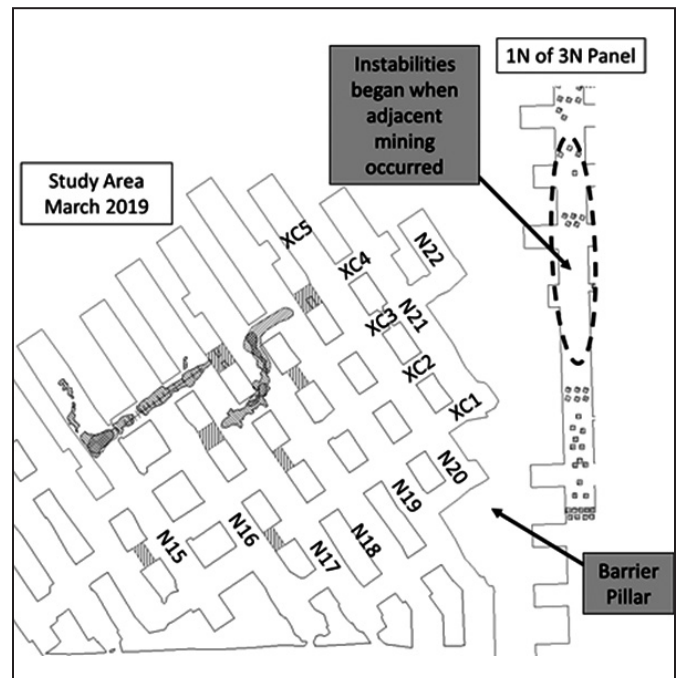 1N of 3N Panel
Instabilities
began when
adjacent
mining
occurred
Study Area
March 2019
XC5
XC4
N22
N21
XC3
XC2
XC1
N20
N19
N18
N17
N16
N15
Barrier
Pillar